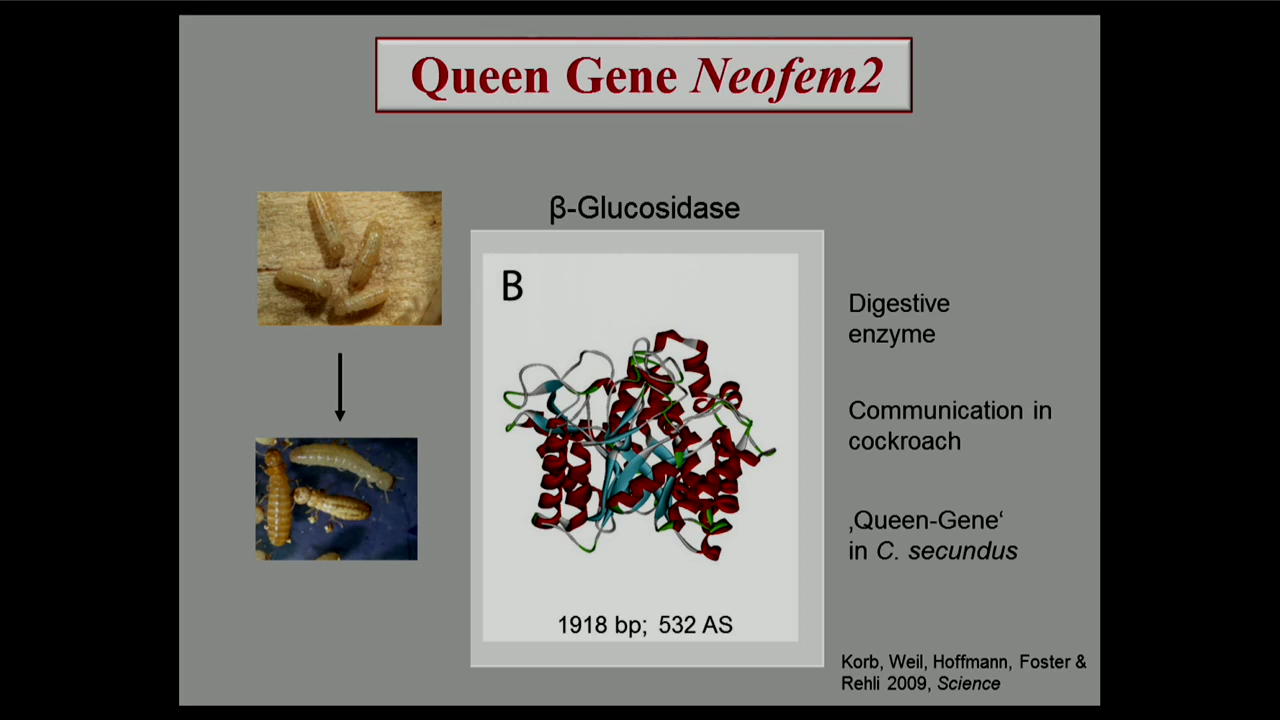 Queen Gene Neofem2
β-Glucosidase
B
Digestive
enzyme
Communication in
cockroach
‚Queen-Gene‘
in C. secundus
1918 bp; 532 AS
Korb, Weil, Hoffmann, Foster &
Rehli 2009, Science